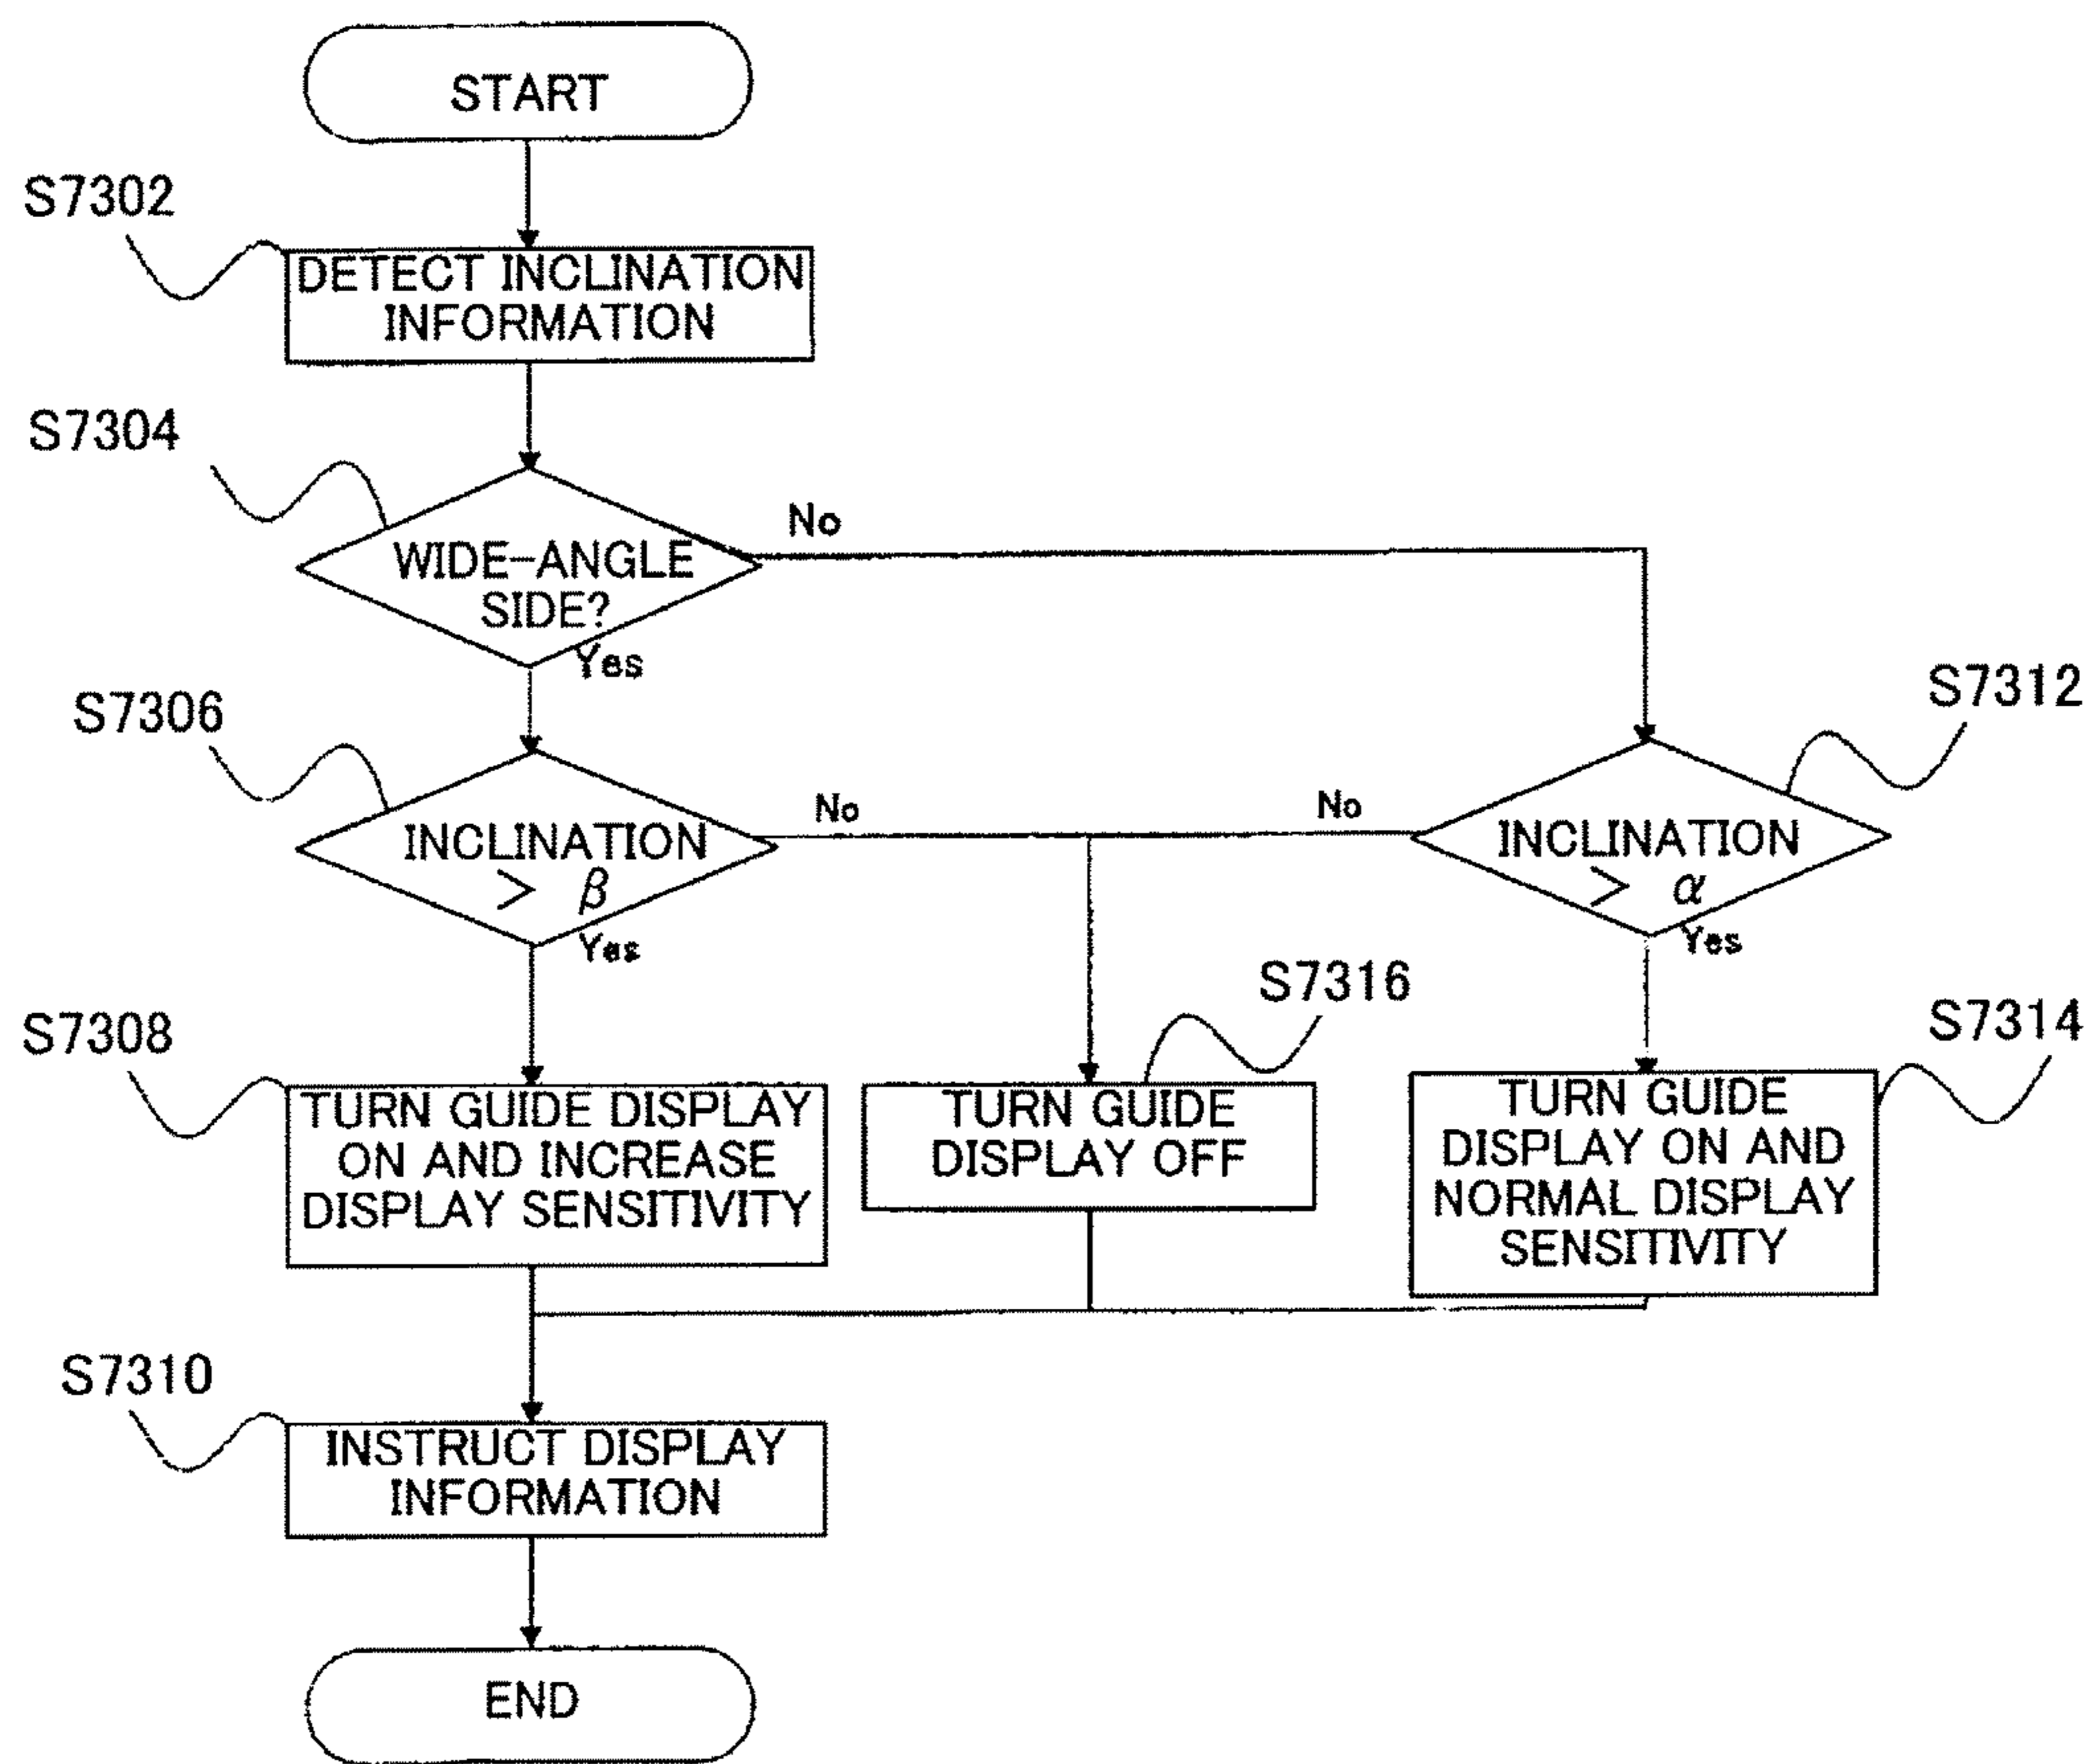 START
S7302
DETECT INCLINATION
INFORMATION
S7304
No
WIDE-ANGLE
SIDE?
Yes
S7306
S7312
No
No
INCLINATION
> β
Yes
INCLINATION
> α
Yes
S7316
S7308
S7314
TURN GUIDE DISPLAY
ON AND INCREASE
DISPLAY SENSITIVITY
TURN GUIDE
DISPLAY OFF
TURN GUIDE
DISPLAY ON AND
NORMAL DISPLAY
SENSITIVITY
S7310
INSTRUCT DISPLAY
INFORMATION
END